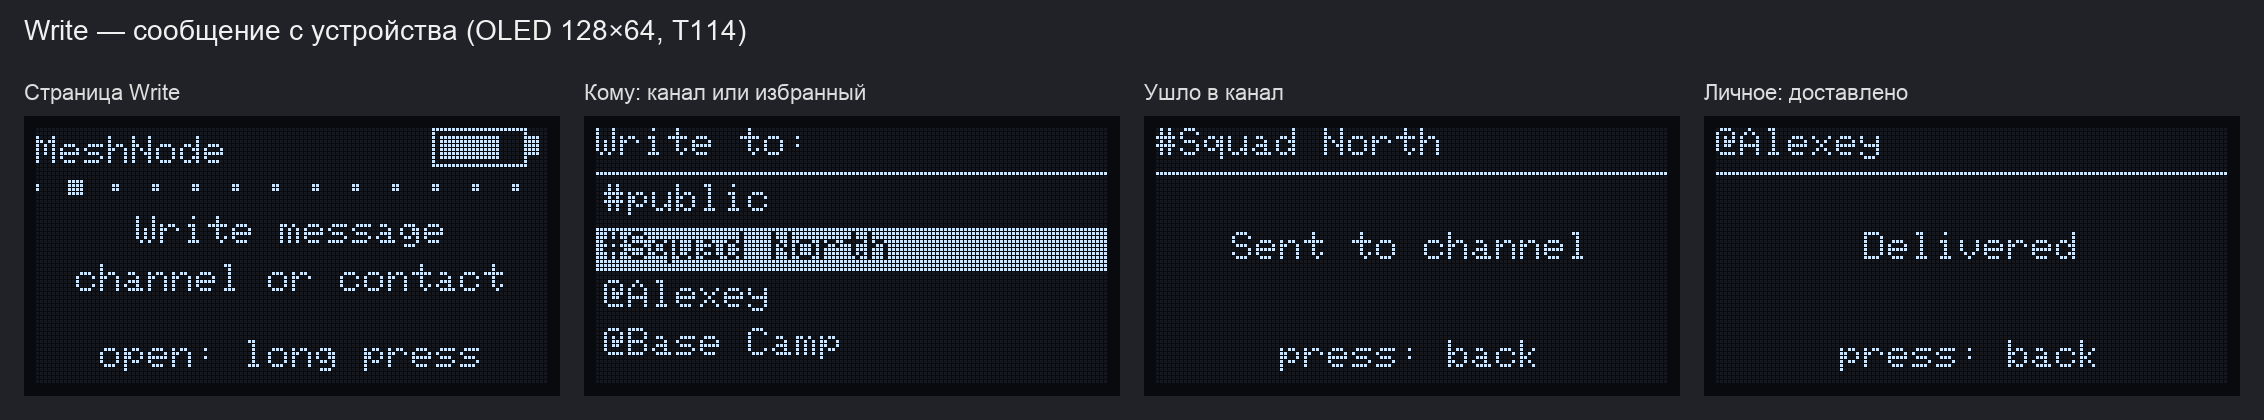 Write — сообщение с устройства (OLED 128×64, T114)
Страница Write
MeshNode
Write message
channel or contact
open: long press
Кому: канал или избранный
Write to:
#public
#Squad North
@Alexey
@Base Camp
Ушло в канал
#Squad North
Sent to channel
press: back
Личное: доставлено
@Alexey
Delivered
press: back